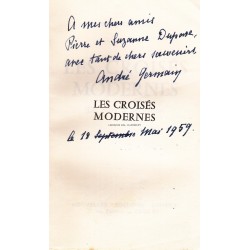 A mes chers amis
Pierre et Suzanne
avec tant de chers souvenirs
André Germain
LES CROISÉS
MODERNES
le 18 Septembre Mai 1959.